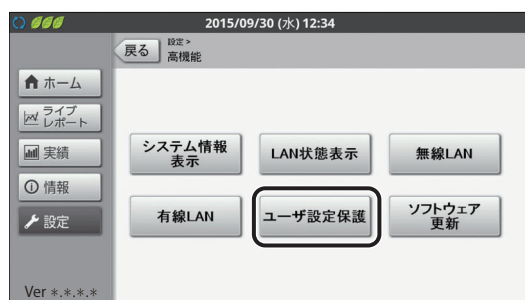 2015/09/30 (水) 12:34
戻る
設定 >
高機能
ホーム
ライブ
レポート
実績
情報
設定
システム情報
表示
LAN状態表示
無線LAN
有線LAN
ユーザ設定保護
ソフトウェア
更新
Ver *.*.*.*